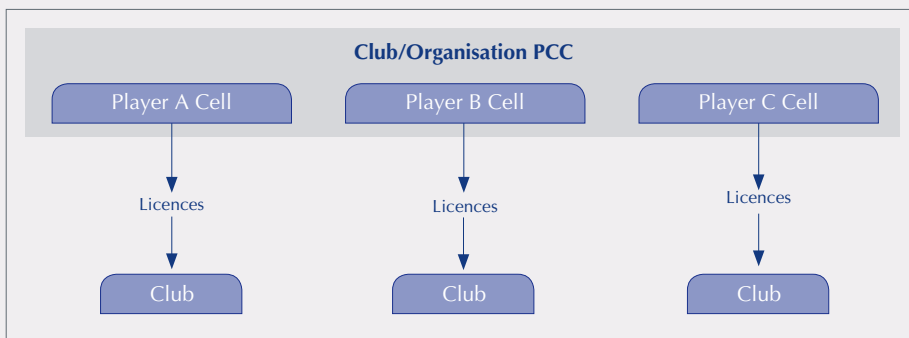 Club/Organisation PCC
Player A Cell
Player B Cell
Player C Cell
Licences
Licences
Licences
Club
Club
Club